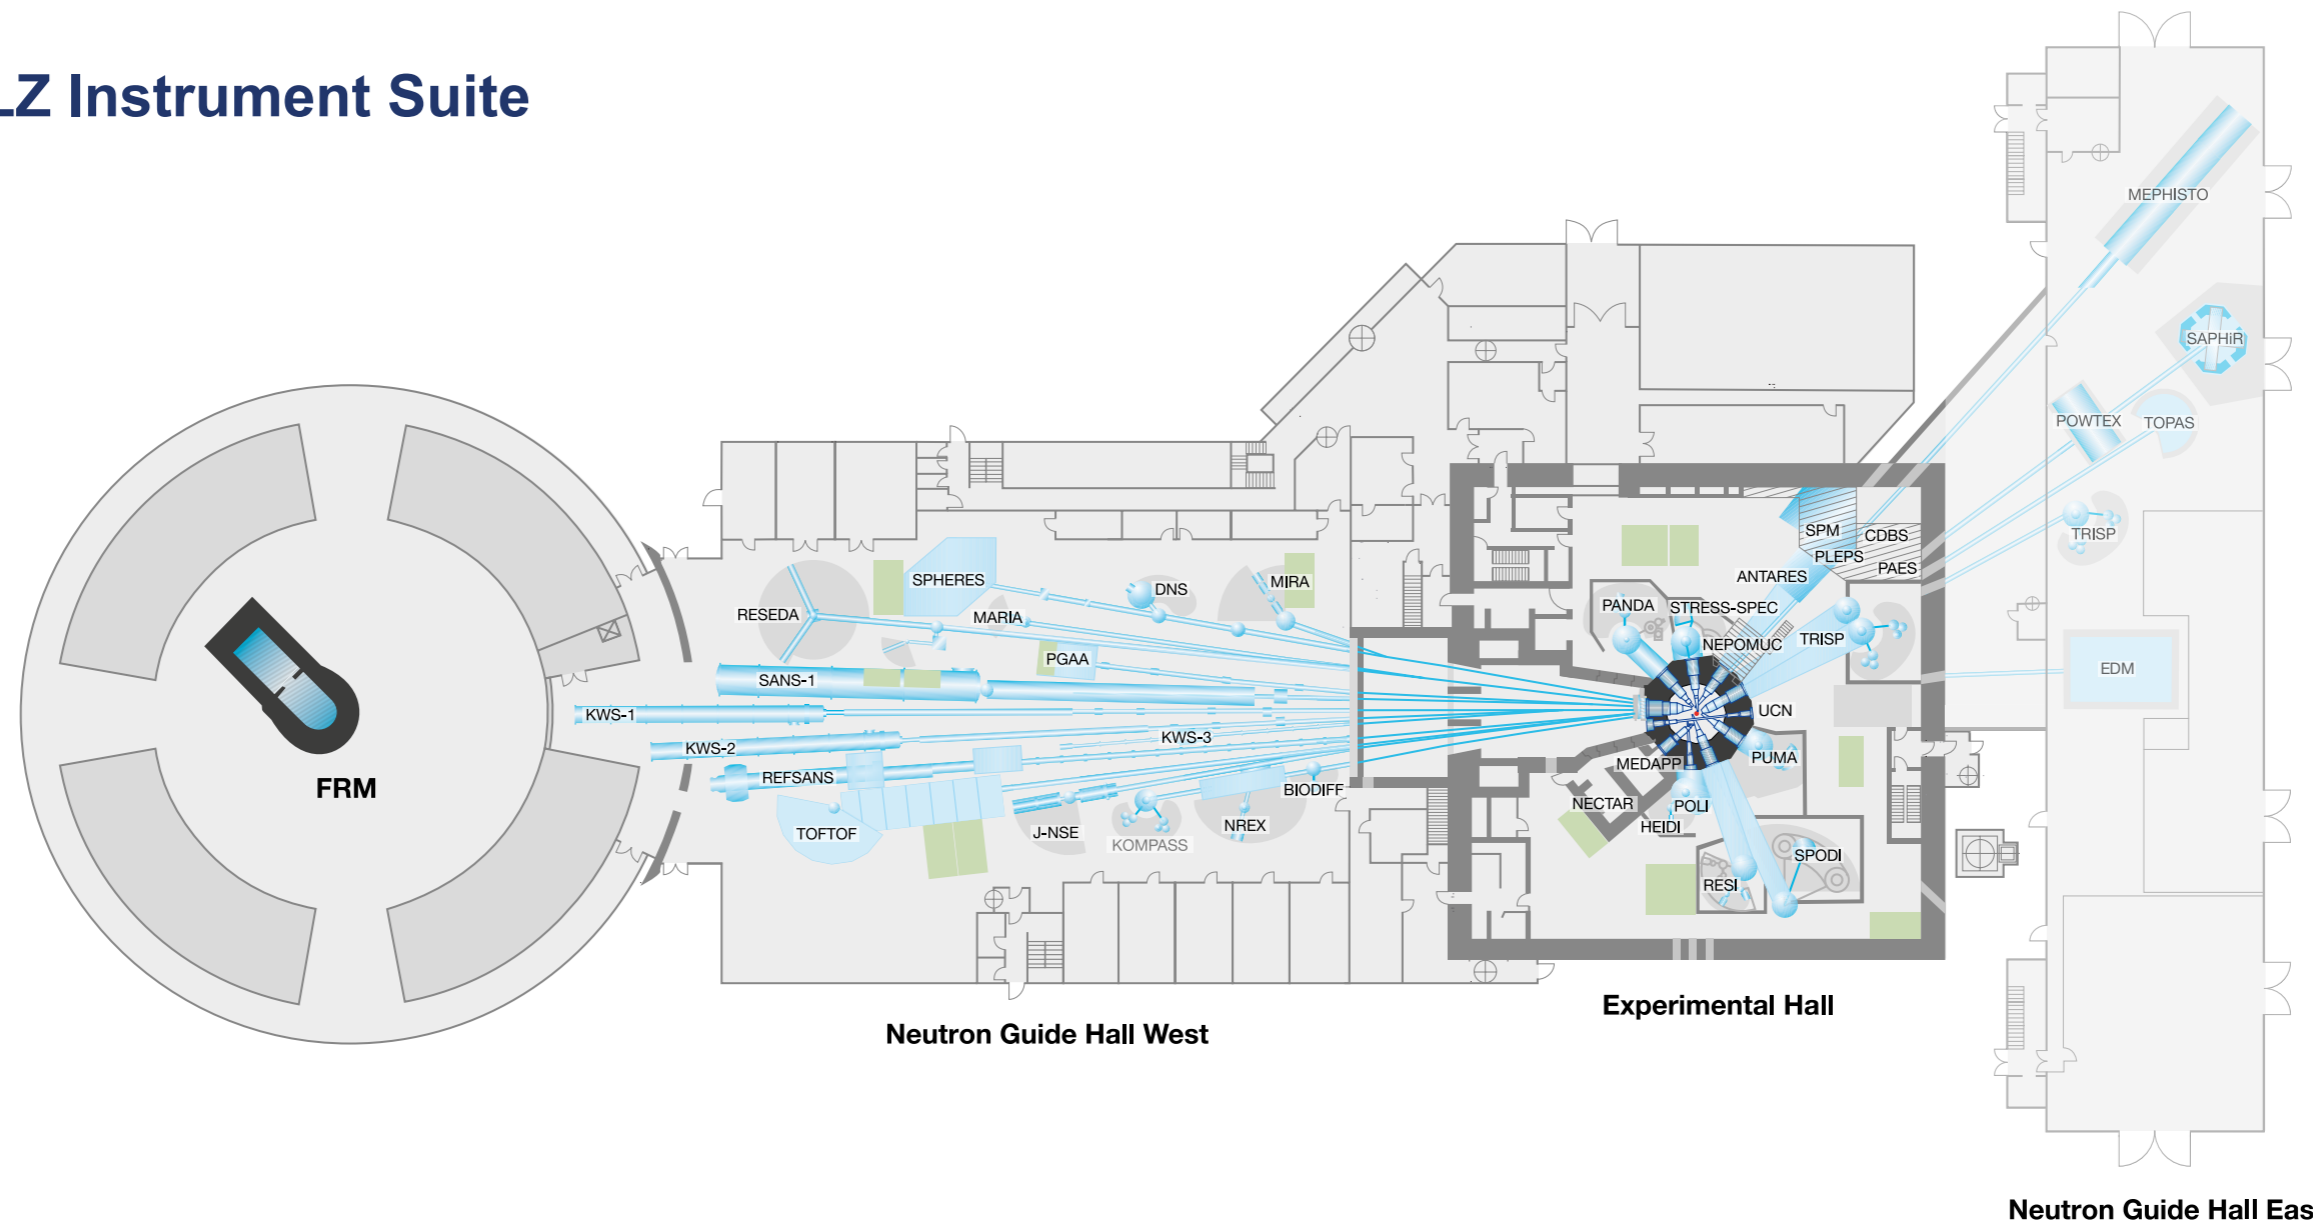 LZ Instrument Suite
MEPHISTO
SAPHiR
POWTEX
TOPAS
TRISP
EDM
SPM
CDBS
PLEPS
PAES
ANTARES
PANDA
STRESS-SPEC
NEPOMUC
TRISP
UCN
MEDAPP
PUMA
NECTAR
POLI
HEIDI
SPODI
RESI
SPHERES
DNS
MIRA
RESEDA
MARIA
PGAA
SANS-1
KWS-1
KWS-2
KWS-3
REFSANS
BIODIFF
TOFTOF
J-NSE
KOMPASS
NREX
FRM
Experimental Hall
Neutron Guide Hall West
Neutron Guide Hall Eas